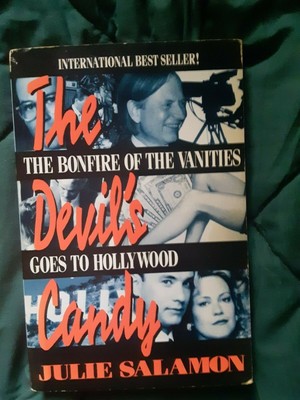 INTERNATIONAL BEST SELLER!
The
THE BONFIRE OF THE VANITIES
Devil's
GOES TO HOLLYWOOD
Candy
JULIE SALAMON